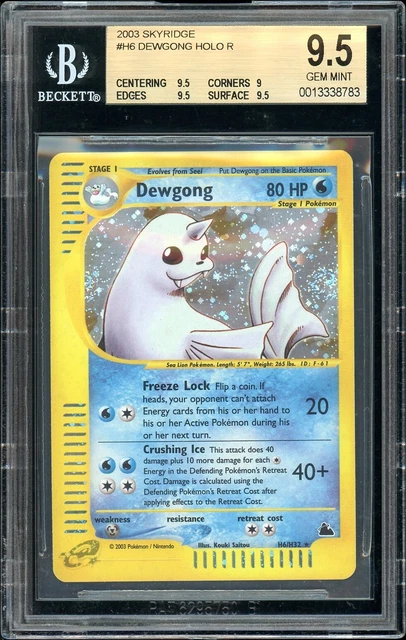 2003 SKYRIDGE
#H6 DEWGONG HOLO R
CENTERING 9.5 CORNERS 9
EDGES 9.5 SURFACE 9.5
9.5
GEM MINT
0013338783
B
BECKETT®
STAGE 1 Evolves from Seel Put Dewgong on the Basic Pokémon
Dewgong 80 HP
Stage 1 Pokémon
Sea Lion Pokémon. Length: 5' 7", Weight: 265 lbs. ID: F-61
Freeze Lock Flip a coin. If
heads, your opponent can't attach
Energy cards from his or her hand to
his or her Active Pokémon during his
or her next turn.
20
Crushing Ice This attack does 40
damage plus 10 more damage for each
Energy in the Defending Pokémon's Retreat
Cost. Damage is calculated using the
Defending Pokémon's Retreat Cost after
applying effects to the Retreat Cost.
40+
weakness resistance retreat cost
© 2003 Pokémon / Nintendo Illus. Kouki Saitou H6/H32